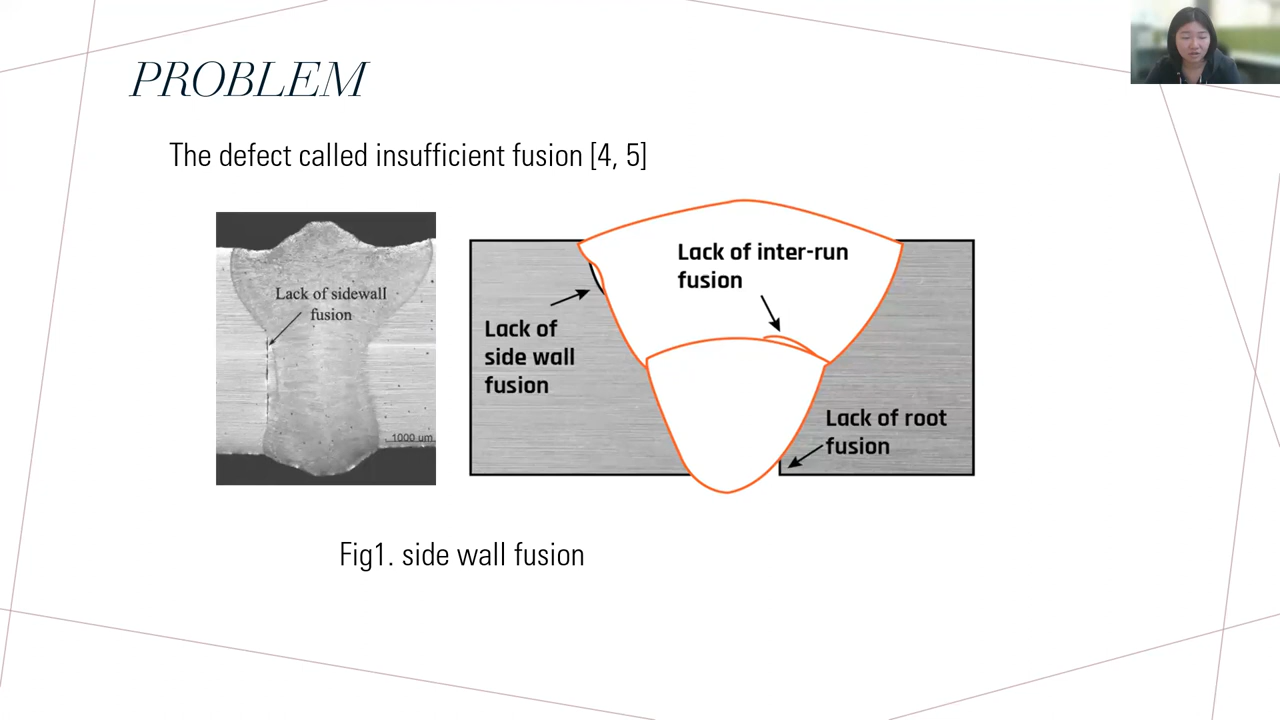 PROBLEM
The defect called insufficient fusion [4, 5]
Lack of sidewall
fusion
1000 um
Lack of inter-run
fusion
Lack of
side wall
fusion
Lack of root
fusion
Fig1. side wall fusion